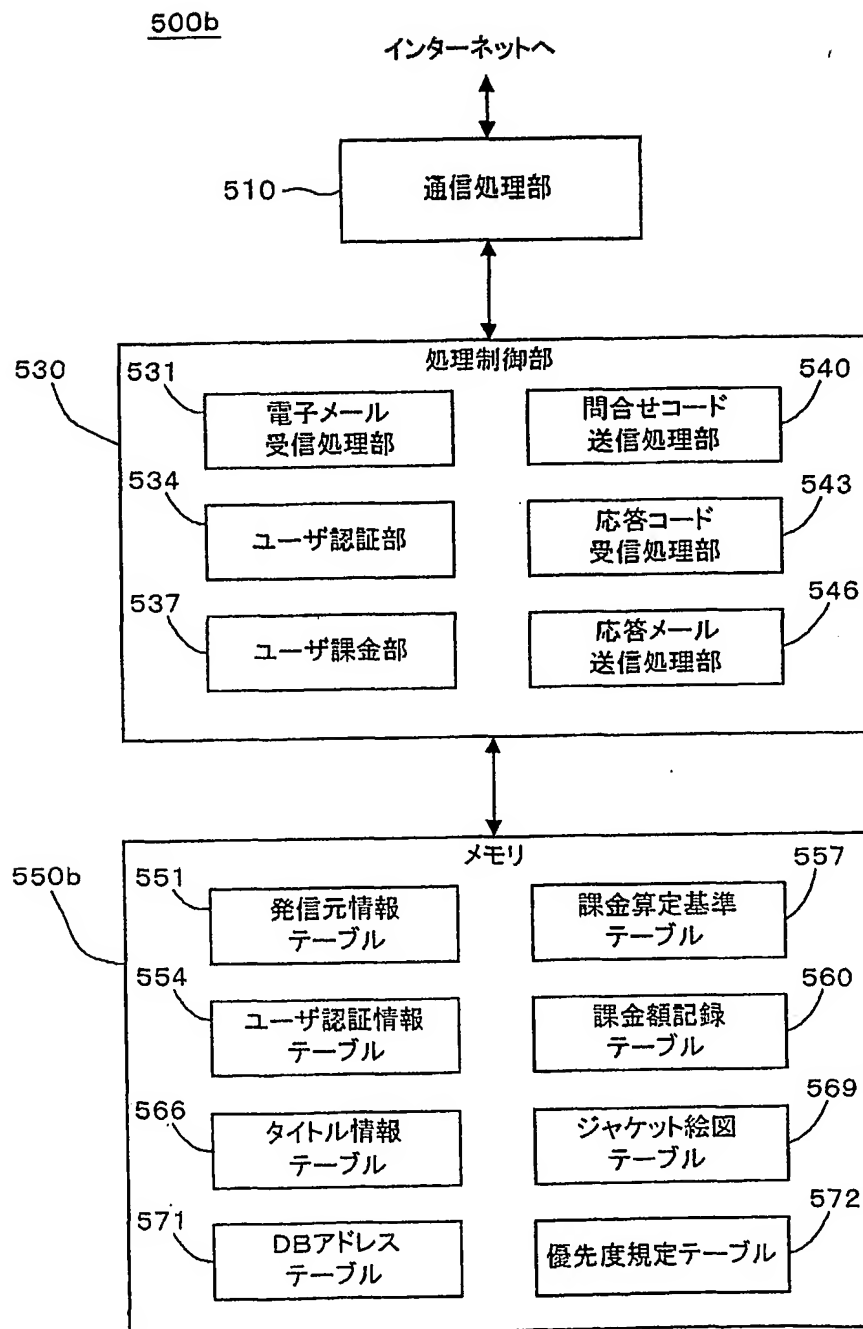 500b
インターネットへ
510
通信処理部
530
処理制御部
531
電子メール
受信処理部
540
問合せコード
送信処理部
534
ユーザ認証部
543
応答コード
受信処理部
537
ユーザ課金部
546
応答メール
送信処理部
550b
メモリ
551
発信元情報
テーブル
557
課金算定基準
テーブル
554
ユーザ認証情報
テーブル
560
課金額記録
テーブル
566
タイトル情報
テーブル
569
ジャケット絵図
テーブル
571
DBアドレス
テーブル
572
優先度規定テーブル